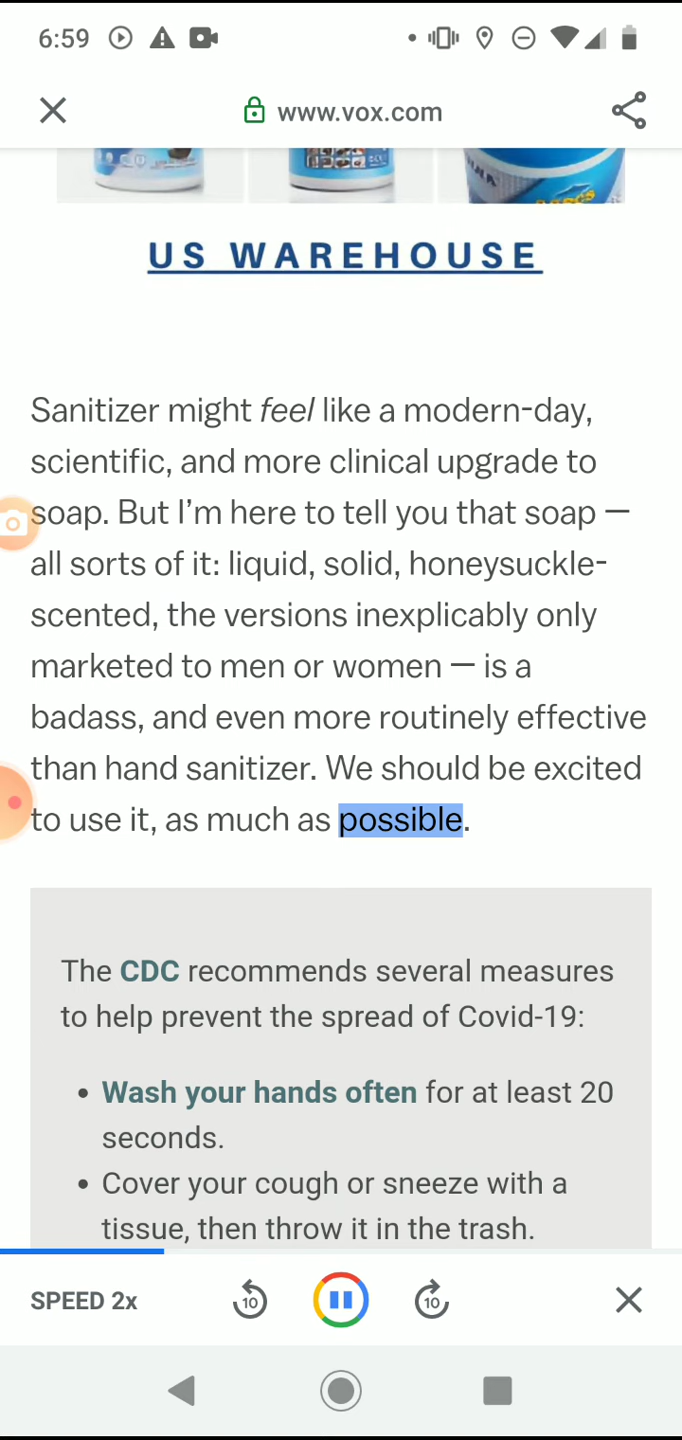 6:59
www.vox.com
US WAREHOUSE
Sanitizer might feel like a modern-day,
scientific, and more clinical upgrade to
soap. But I’m here to tell you that soap —
all sorts of it: liquid, solid, honeysuckle-
scented, the versions inexplicably only
marketed to men or women — is a
badass, and even more routinely effective
than hand sanitizer. We should be excited
to use it, as much as possible.
The CDC recommends several measures
to help prevent the spread of Covid-19:
• Wash your hands often for at least 20
seconds.
• Cover your cough or sneeze with a
tissue, then throw it in the trash.
SPEED 2x 10 10